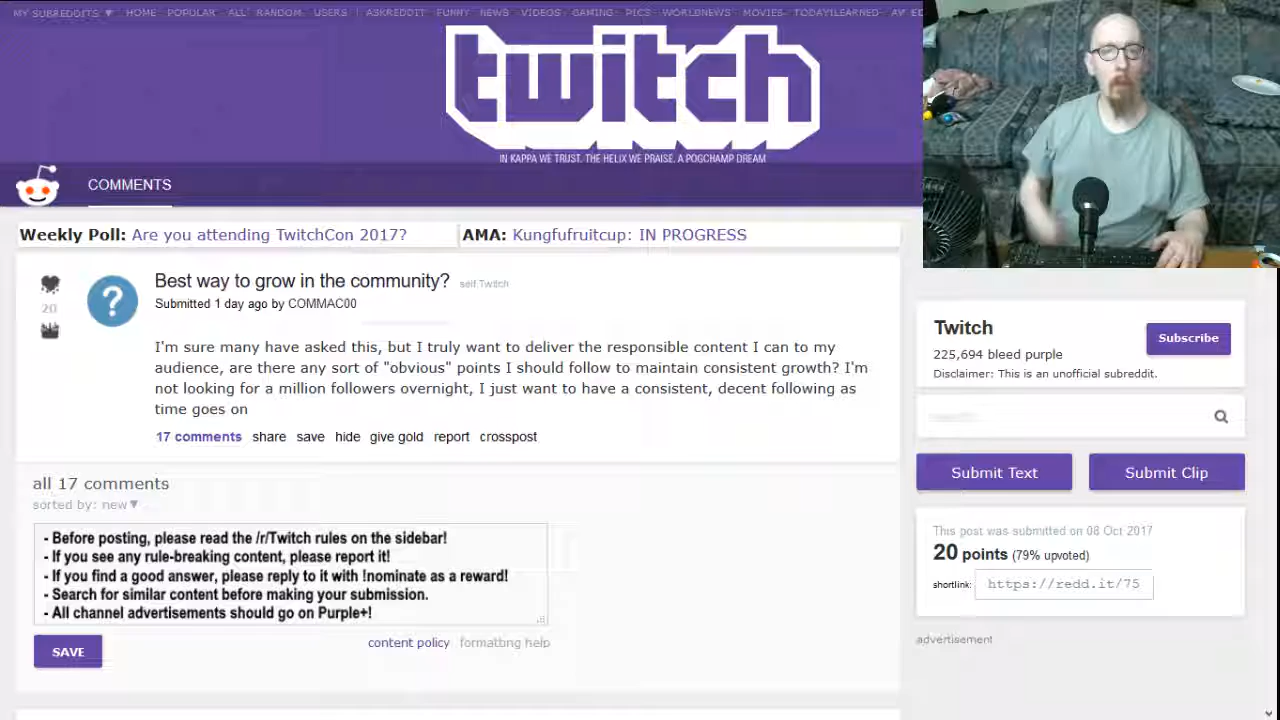 MY SUBREDDITS ▼ HOME POPULAR ALL RANDOM USERS | ASKREDDIT FUNNY NEWS VIDEOS GAMING PICS WORLDNEWS MOVIES TODAYILEARNED
twitch
IN KAPPA WE TRUST. THE HELIX WE PRAISE. A POGCHAMP DREAM
COMMENTS
Weekly Poll: Are you attending TwitchCon 2017? AMA: Kungfufruitcup: IN PROGRESS
Best way to grow in the community? self.Twitch
20
?
Submitted 1 day ago by COMMAC00
I'm sure many have asked this, but I truly want to deliver the responsible content I can to my
audience, are there any sort of "obvious" points I should follow to maintain consistent growth? I'm
not looking for a million followers overnight, I just want to have a consistent, decent following as
time goes on
17 comments share save hide give gold report crosspost
all 17 comments
sorted by: new▼
- Before posting, please read the /r/Twitch rules on the sidebar!
- If you see any rule-breaking content, please report it!
- If you find a good answer, please reply to it with !nominate as a reward!
- Search for similar content before making your submission.
- All channel advertisements should go on Purple+!
SAVE
content policy formatting help
Twitch
Subscribe
225,694 bleed purple
Disclaimer: This is an unofficial subreddit.
Submit Text
Submit Clip
This post was submitted on 08 Oct 2017
20 points (79% upvoted)
shortlink: https://redd.it/75
advertisement